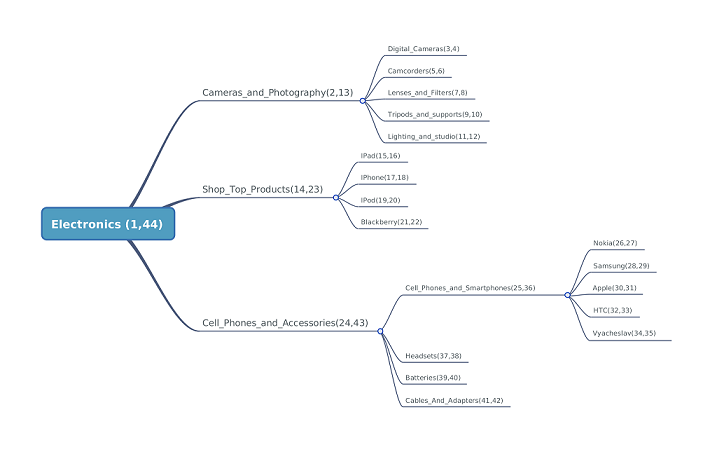 Electronics (1,44)
Cameras_and_Photography(2,13)
Digital_Cameras(3,4)
Camcorders(5,6)
Lenses_and_Filters(7,8)
Tripods_and_supports(9,10)
Lighting_and_studio(11,12)
Shop_Top_Products(14,23)
IPad(15,16)
IPhone(17,18)
IPod(19,20)
Blackberry(21,22)
Cell_Phones_and_Accessories(24,43)
Cell_Phones_and_Smartphones(25,36)
Nokia(26,27)
Samsung(28,29)
Apple(30,31)
HTC(32,33)
Vyacheslav(34,35)
Headsets(37,38)
Batteries(39,40)
Cables_And_Adapters(41,42)